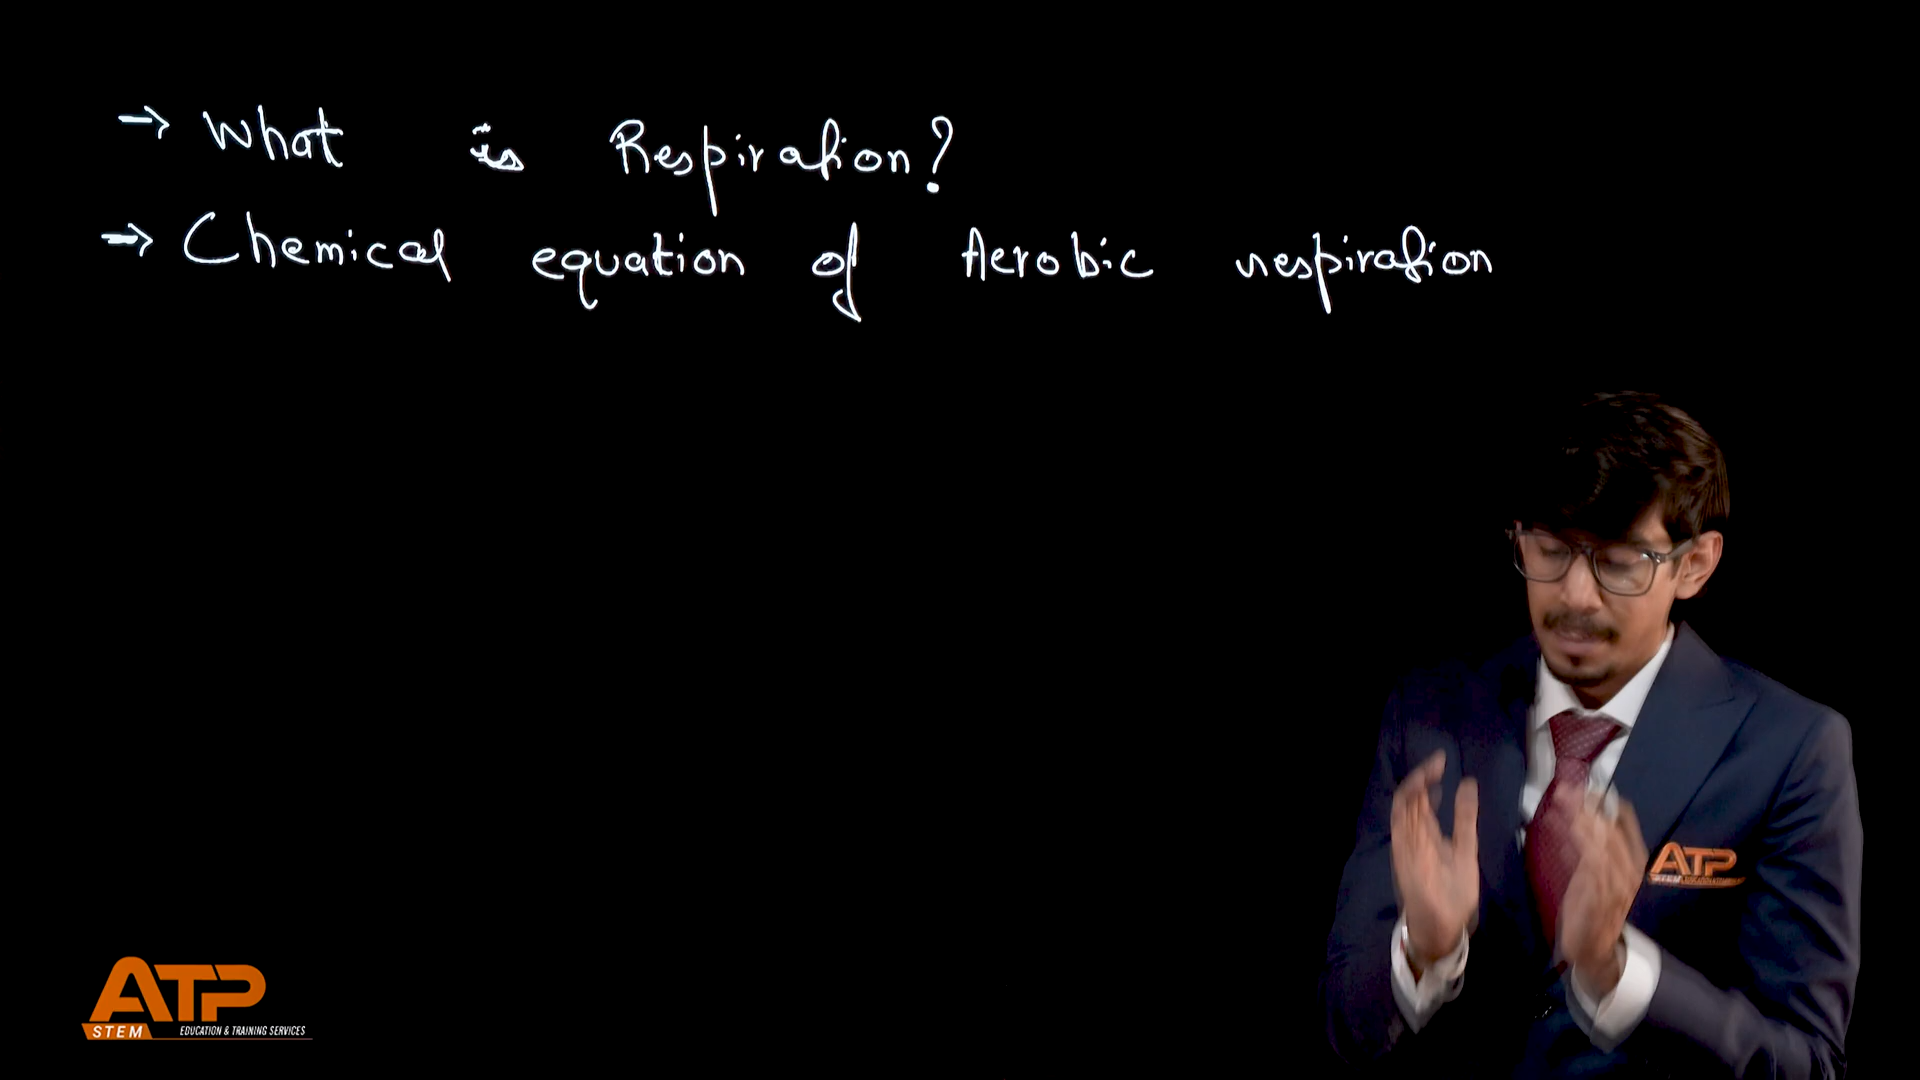 → What is Respiration?
→ Chemical equation of Aerobic respiration
ATP
ATP
STEM EDUCATION & TRAINING SERVICES